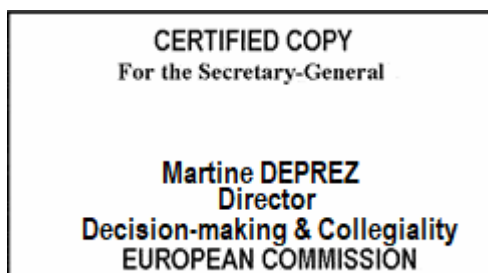 CERTIFIED COPY
For the Secretary-General
Martine DEPREZ
Director
Decision-making & Collegiality
EUROPEAN COMMISSION